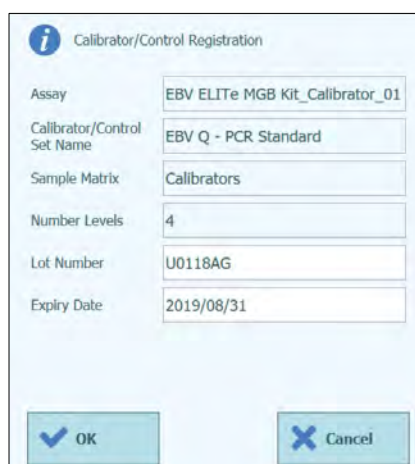 Calibrator/Control Registration
Assay
EBV ELITe MGB Kit_Calibrator_01
Calibrator/Control
Set Name
EBV Q - PCR Standard
Sample Matrix
Calibrators
Number Levels
4
Lot Number
U0118AG
Expiry Date
2019/08/31
OK
Cancel